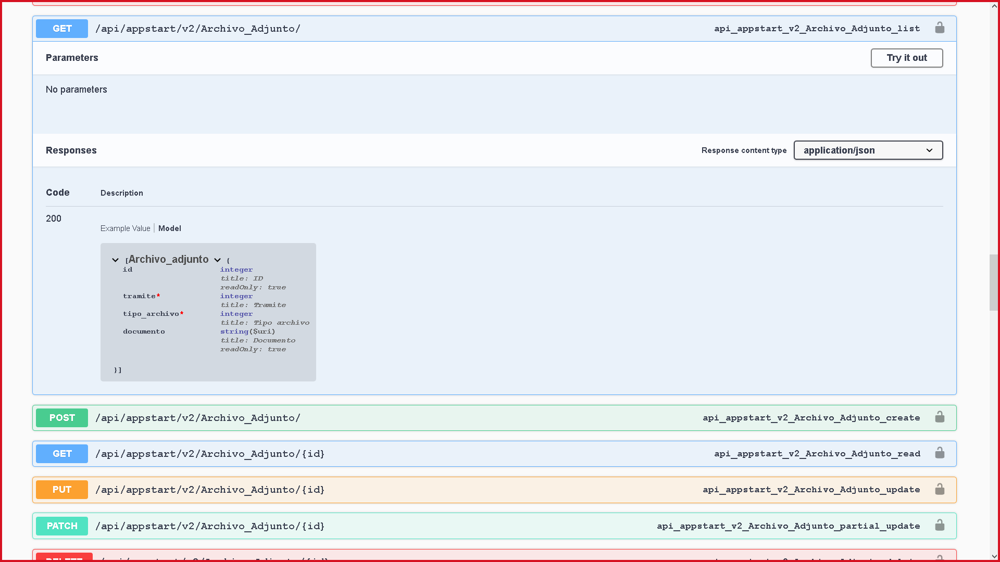 GET /api/appstart/v2/Archivo_Adjunto/ api_appstart_v2_Archivo_Adjunto_list
Parameters Try it out
No parameters
Responses Response content type application/json
Code Description
200
Example Value Model
[Archivo_adjunto {
id integer
title: ID
readOnly: true
tramite* integer
title: Tramite
tipo_archivo* integer
title: Tipo archivo
documento string($uri)
title: Documento
readOnly: true
}]
POST /api/appstart/v2/Archivo_Adjunto/ api_appstart_v2_Archivo_Adjunto_create
GET /api/appstart/v2/Archivo_Adjunto/{id} api_appstart_v2_Archivo_Adjunto_read
PUT /api/appstart/v2/Archivo_Adjunto/{id} api_appstart_v2_Archivo_Adjunto_update
PATCH /api/appstart/v2/Archivo_Adjunto/{id} api_appstart_v2_Archivo_Adjunto_partial_update